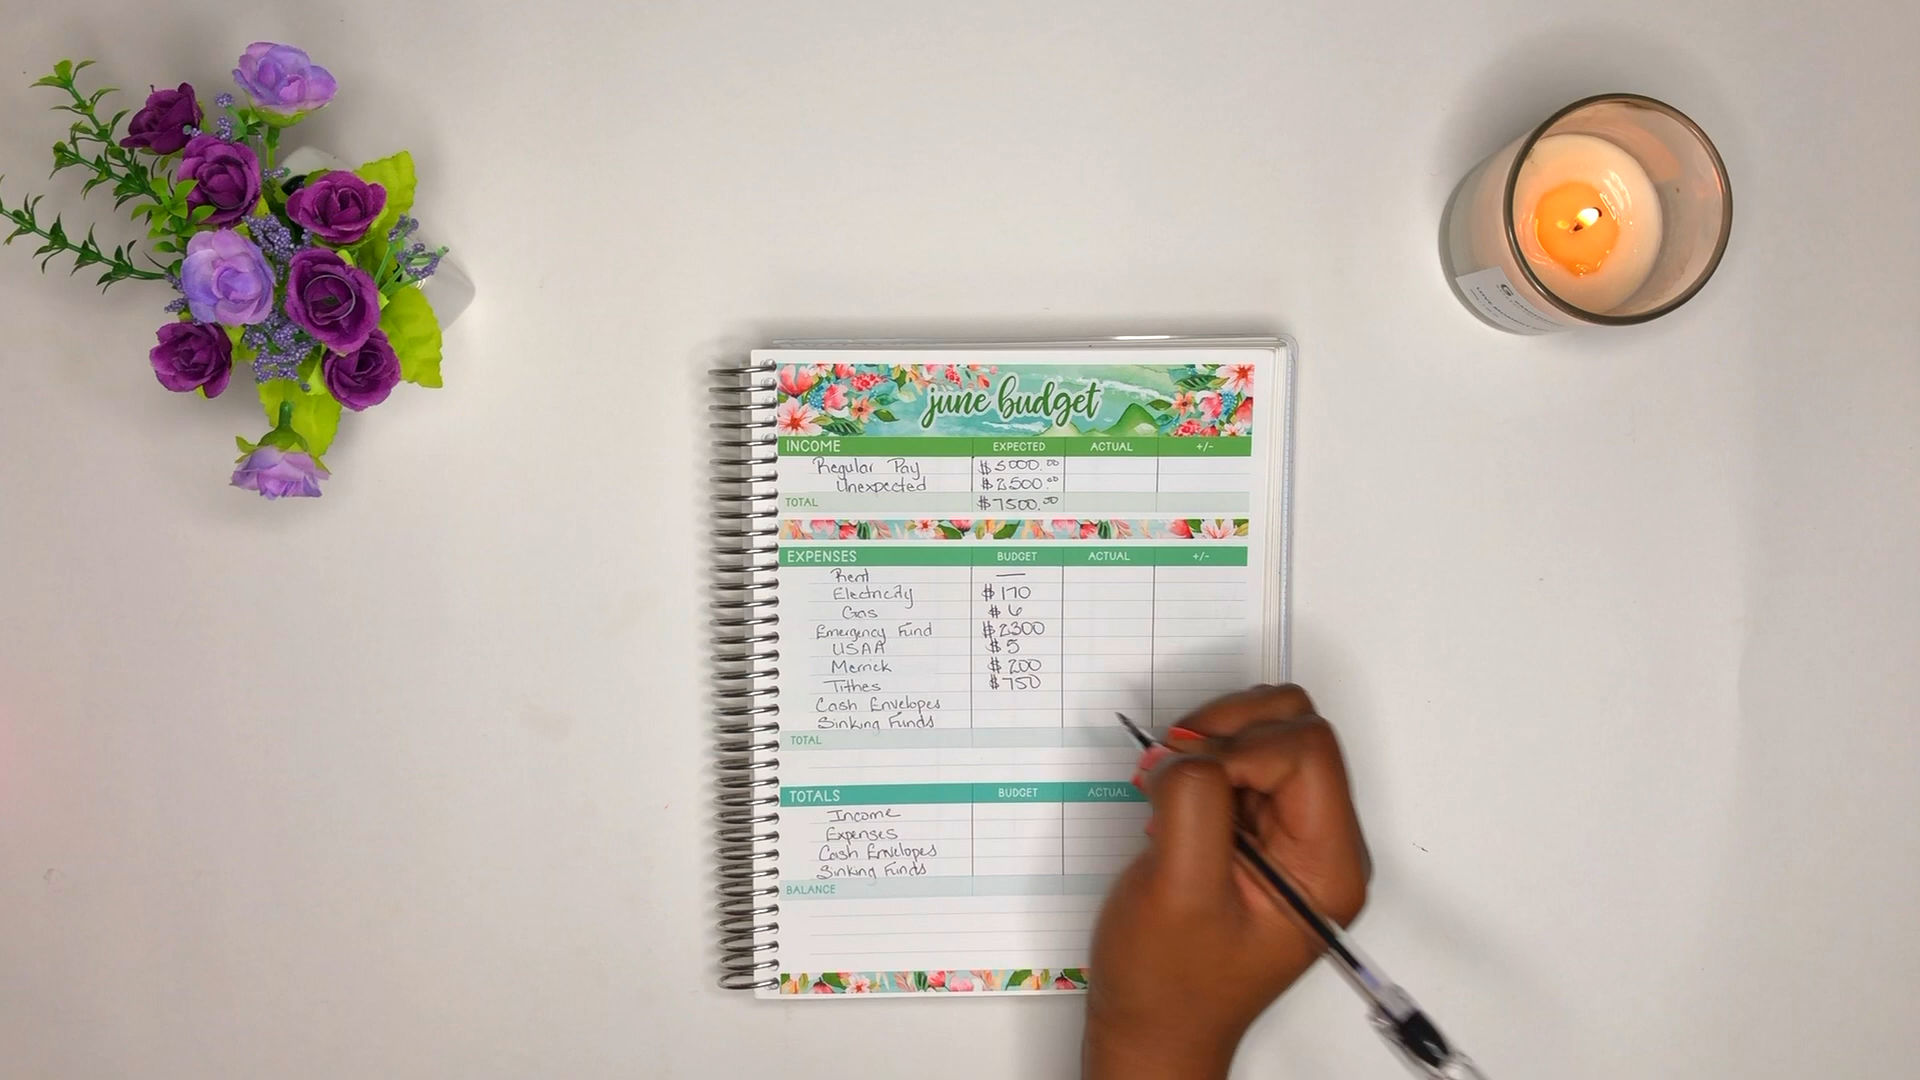 june budget
INCOME EXPECTED ACTUAL +/-
Regular Pay $5000.00
Unexpected $2500.00
TOTAL $7500.00
EXPENSES BUDGET ACTUAL +/-
Rent —
Electricity $170
Gas $6
Emergency Fund $2300
USAA $5
Merrick $200
Tithes $750
Cash Envelopes
Sinking Funds
TOTAL
TOTALS BUDGET ACTUAL
Income
Expenses
Cash Envelopes
Sinking Funds
BALANCE